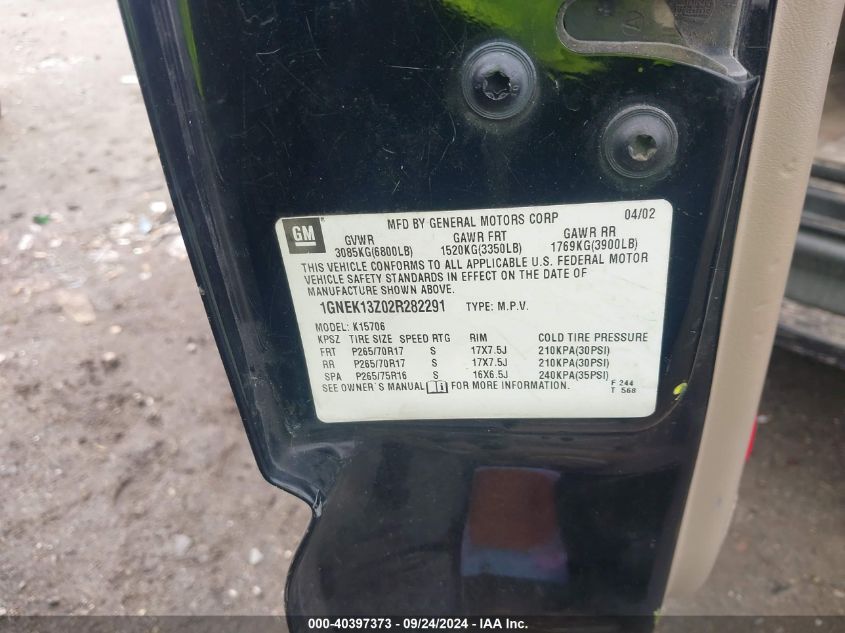 GM
MFD BY GENERAL MOTORS CORP 04/02
GVWR GAWR FRT GAWR RR
3085KG(6800LB) 1520KG(3350LB) 1769KG(3900LB)
THIS VEHICLE CONFORMS TO ALL APPLICABLE U.S. FEDERAL MOTOR
VEHICLE SAFETY STANDARDS IN EFFECT ON THE DATE OF
MANUFACTURE SHOWN ABOVE.
1GNEK13Z02R282291 TYPE: M.P.V.
MODEL: K15706
KPSZ TIRE SIZE SPEED RTG RIM COLD TIRE PRESSURE
FRT P265/70R17 S 17X7.5J 210KPA(30PSI)
RR P265/70R17 S 17X7.5J 210KPA(30PSI)
SPA P265/75R16 S 16X6.5J 240KPA(35PSI)
SEE OWNER'S MANUAL FOR MORE INFORMATION.
F 244
T 568
000-40397373 - 09/24/2024 - IAA Inc.